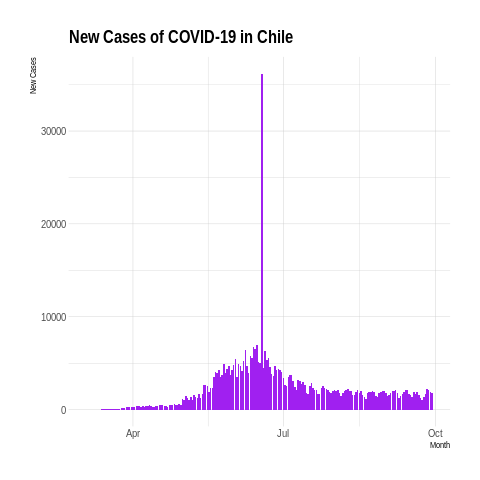 New Cases of COVID-19 in Chile
New Cases
30000
20000
10000
0
Apr
Jul
Oct
Month